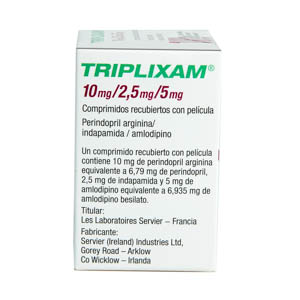 TRIPLIXAM®
10mg/2,5mg/5mg
Comprimidos recubiertos con película
Perindopril arginina/
indapamida / amlodipino
Un comprimido recubierto con película
contiene 10 mg de perindopril arginina
equivalente a 6,79 mg de perindopril,
2,5 mg de indapamida y 5 mg de
amlodipino equivalente a 6,935 mg de
amlodipino besilato.
Titular:
Les Laboratoires Servier – Francia
Fabricante:
Servier (Ireland) Industries Ltd,
Gorey Road – Arklow
Co Wicklow – Irlanda